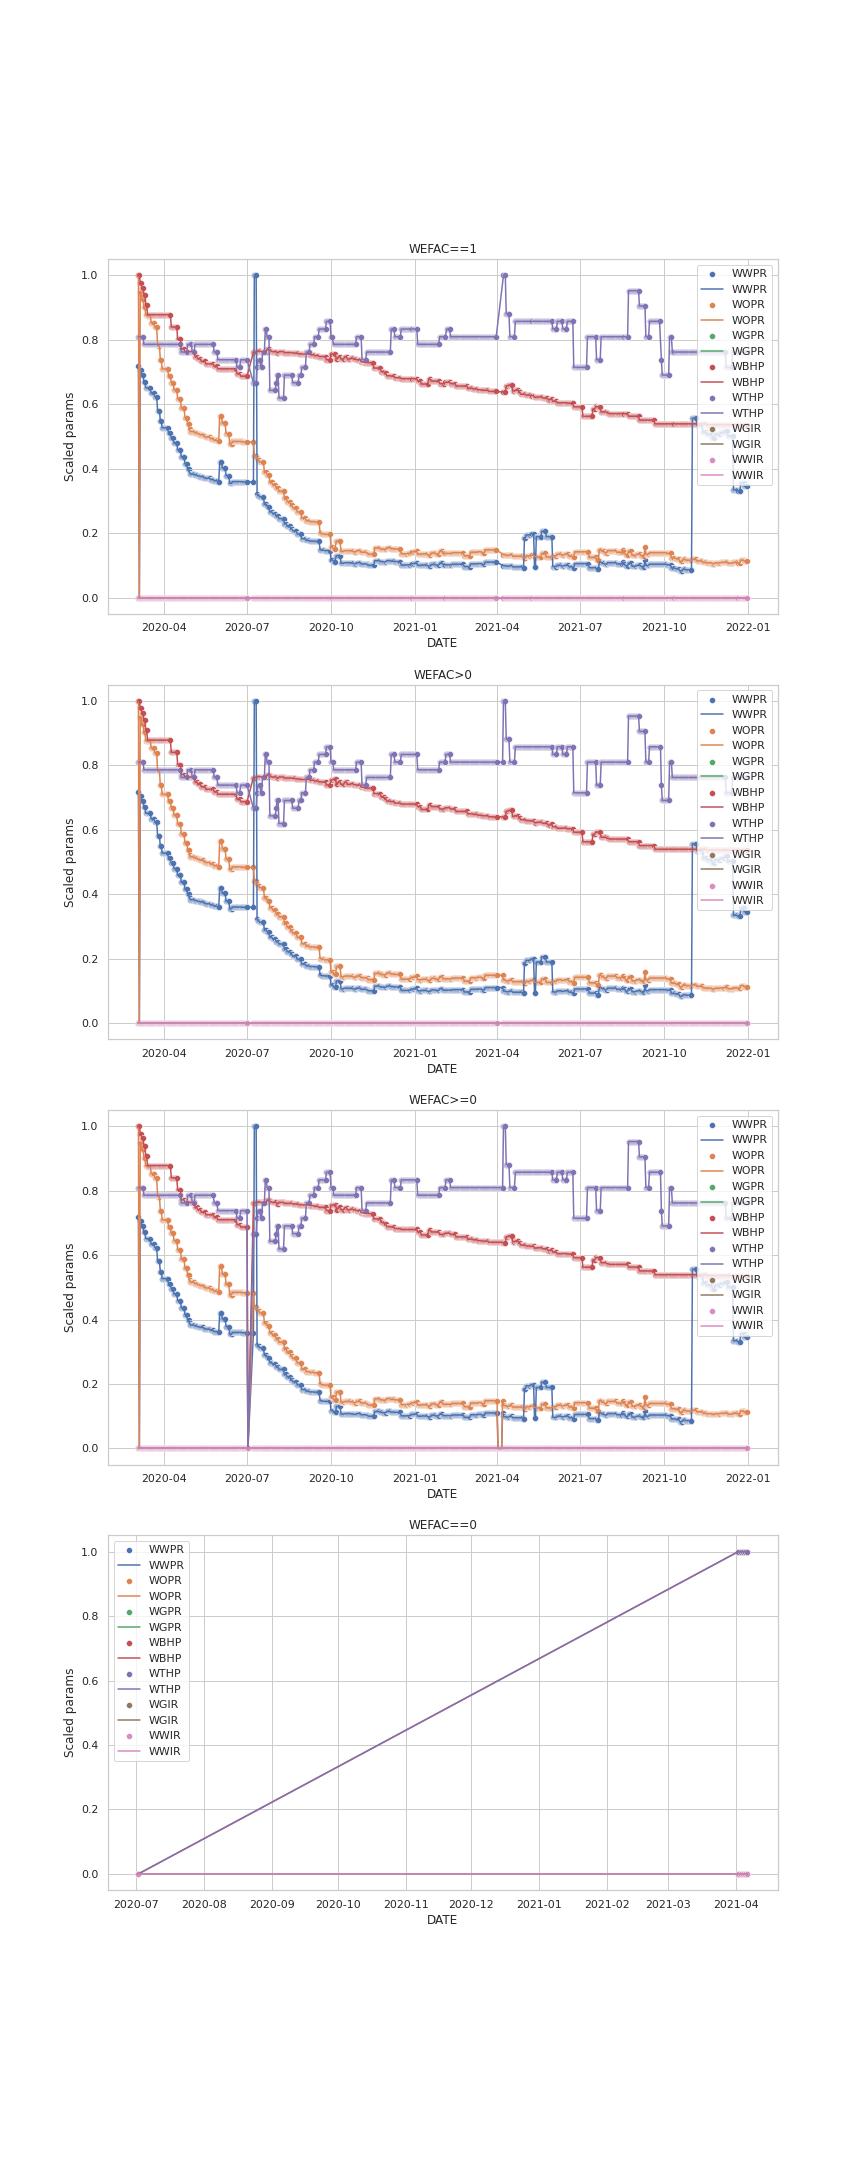 WEFAC==1
1.0
0.8
0.6
0.4
0.2
0.0
Scaled params
WWPR
WWPR
WOPR
WOPR
WGPR
WGPR
WBHP
WBHP
WTHP
WTHP
WGIR
WGIR
WWIR
WWIR
2020-04 2020-07 2020-10 2021-01 2021-04 2021-07 2021-10 2022-01
DATE
WEFAC>0
1.0
0.8
0.6
0.4
0.2
0.0
Scaled params
WWPR
WWPR
WOPR
WOPR
WGPR
WGPR
WBHP
WBHP
WTHP
WTHP
WGIR
WGIR
WWIR
WWIR
2020-04 2020-07 2020-10 2021-01 2021-04 2021-07 2021-10 2022-01
DATE
WEFAC>=0
1.0
0.8
0.6
0.4
0.2
0.0
Scaled params
WWPR
WWPR
WOPR
WOPR
WGPR
WGPR
WBHP
WBHP
WTHP
WTHP
WGIR
WGIR
WWIR
WWIR
2020-04 2020-07 2020-10 2021-01 2021-04 2021-07 2021-10 2022-01
DATE
WEFAC==0
1.0
0.8
0.6
0.4
0.2
0.0
Scaled params
WWPR
WWPR
WOPR
WOPR
WGPR
WGPR
WBHP
WBHP
WTHP
WTHP
WGIR
WGIR
WWIR
WWIR
2020-07 2020-08 2020-09 2020-10 2020-11 2020-12 2021-01 2021-02 2021-03 2021-04
DATE